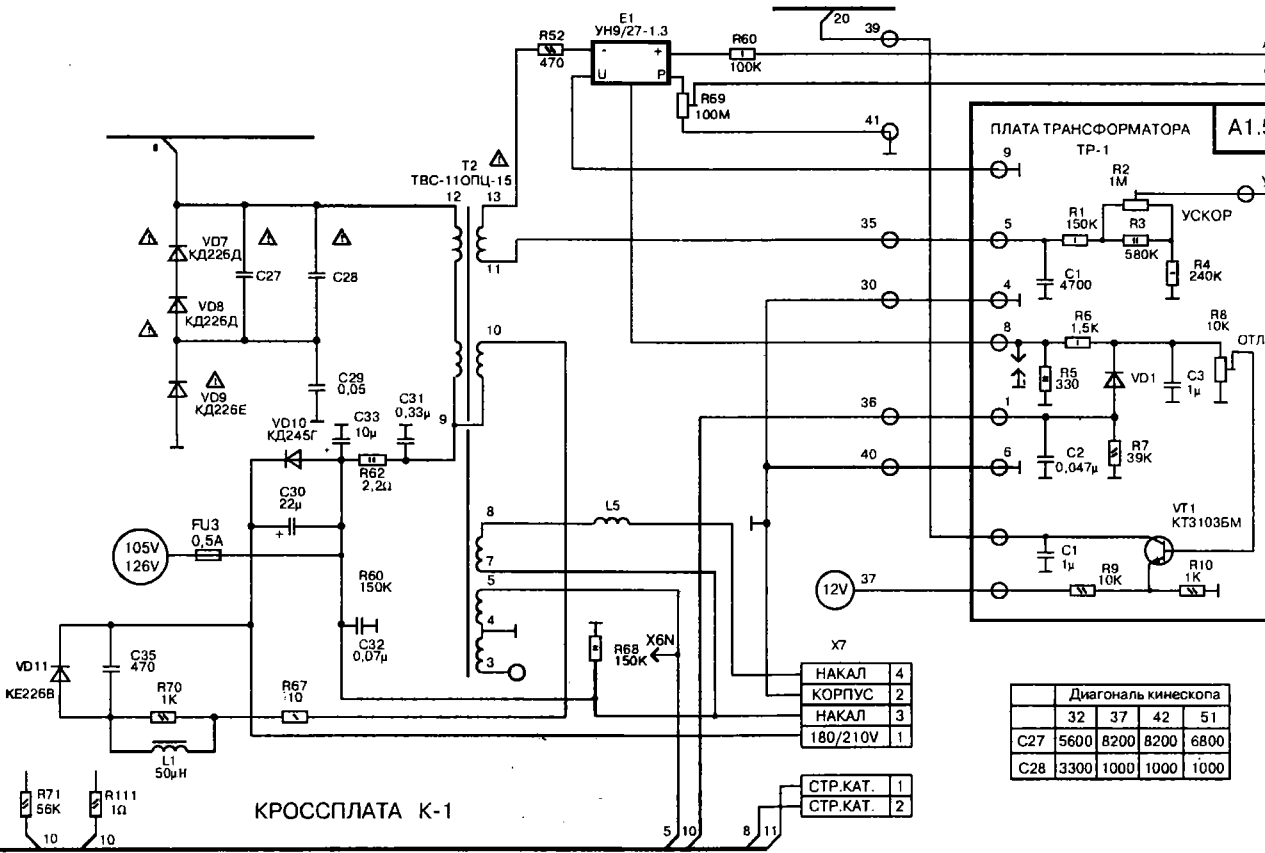 20
39
E1
УН9/27-1.3
R52
470
-
+
U
P
R60
100K
R69
100M
41
ПЛАТА ТРАНСФОРМАТОРА
ТР-1
A1.5
9
R2
1M
УСКОР
R1
150K
R3
580K
R4
240K
5
35
C1
4700
4
30
8
R6
1,5K
R8
10K
ОТЛ
R5
330
VD1
C3
1µ
1
36
C2
0,047µ
R7
39K
6
40
VT1
КТ3103БМ
C1
1µ
R9
10K
R10
1K
12V
37
8
T2
ТВС-11ОПЦ-15
12
13
11
10
9
VD7
КД226Д
C27
C28
VD8
КД226Д
VD9
КД226Е
C29
0,05
VD10
КД245Г
C33
10µ
+
C31
0,33µ
R62
2,2Ω
C30
22µ
+
105V
126V
FU3
0,5A
R60
150K
C32
0,07µ
8
7
5
4
3
L5
R68
150K
X6N
VD11
КЕ226В
C35
470
R70
1K
R67
10
L1
50µH
X7
НАКАЛ 4
КОРПУС 2
НАКАЛ 3
180/210V 1
СТР.КАТ. 1
СТР.КАТ. 2
Диагональ кинескопа
32 37 42 51
C27 5600 8200 8200 6800
C28 3300 1000 1000 1000
R71
56K
R111
1Ω
КРОССПЛАТА К-1
10
10
5
10
8
11